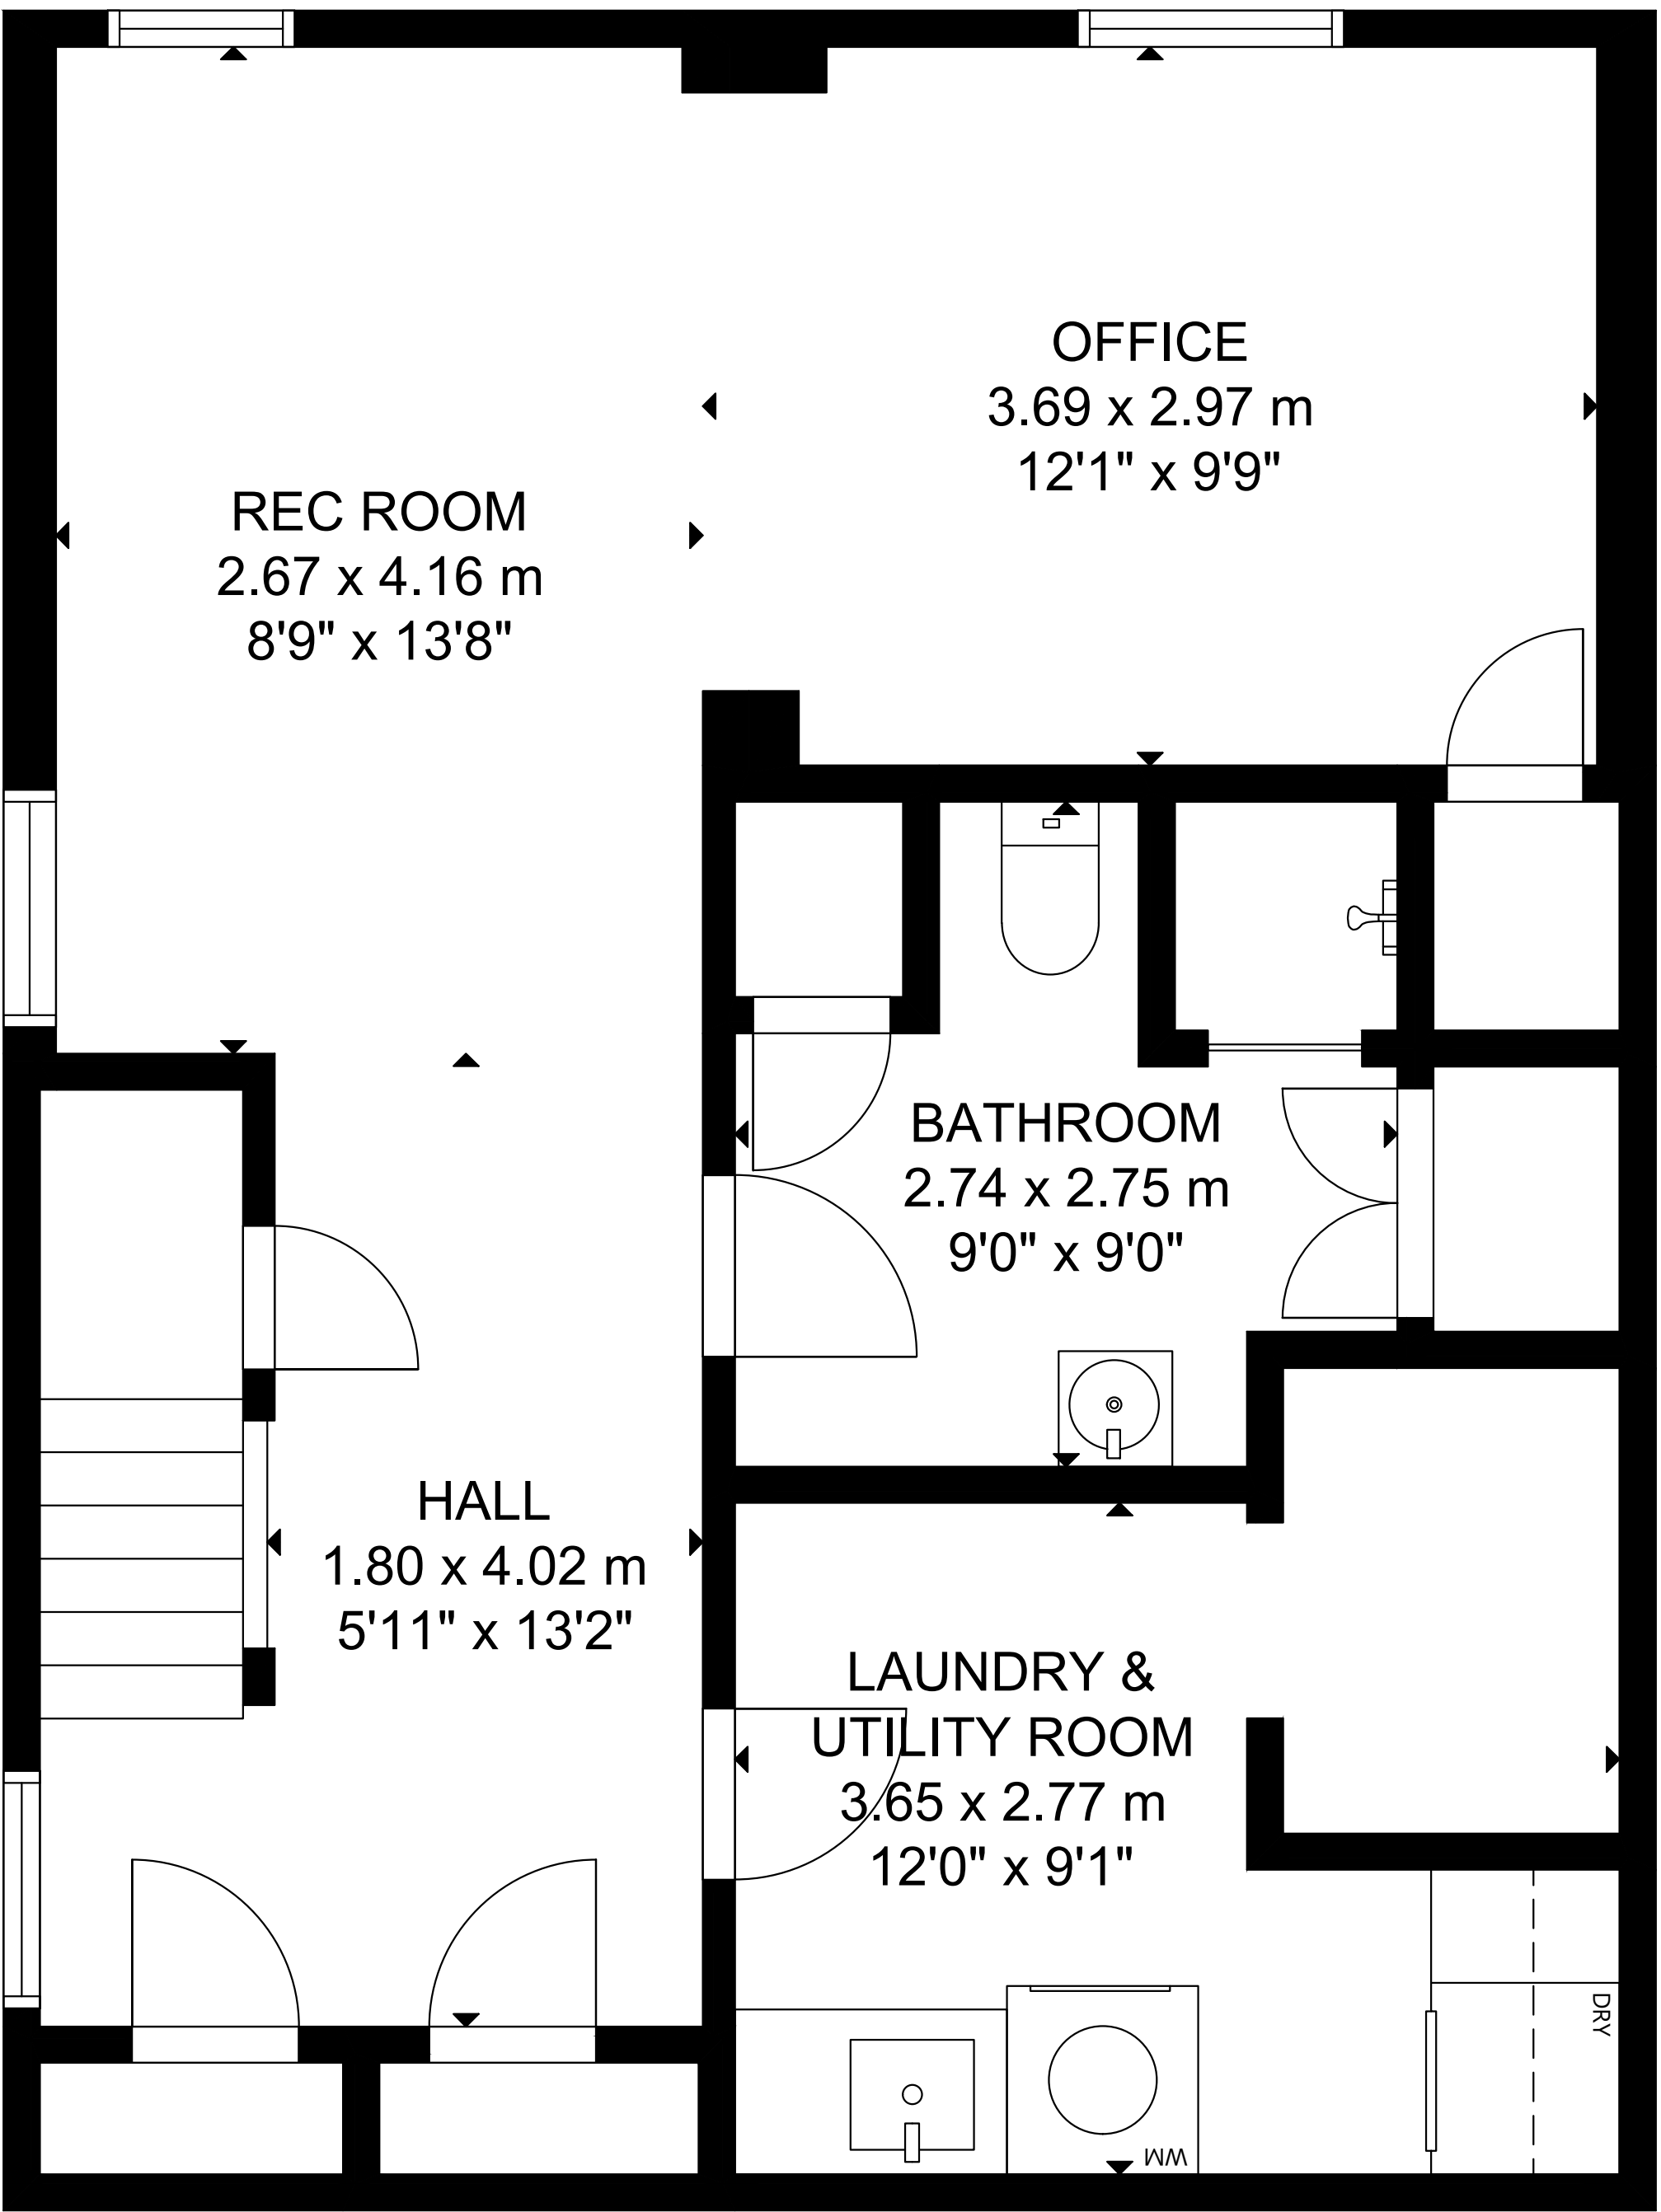 OFFICE
3.69 x 2.97 m
12'1" x 9'9"
REC ROOM
2.67 x 4.16 m
8'9" x 13'8"
BATHROOM
2.74 x 2.75 m
9'0" x 9'0"
HALL
1.80 x 4.02 m
5'11" x 13'2"
LAUNDRY &
UTILITY ROOM
3.65 x 2.77 m
12'0" x 9'1"
DRY
WM